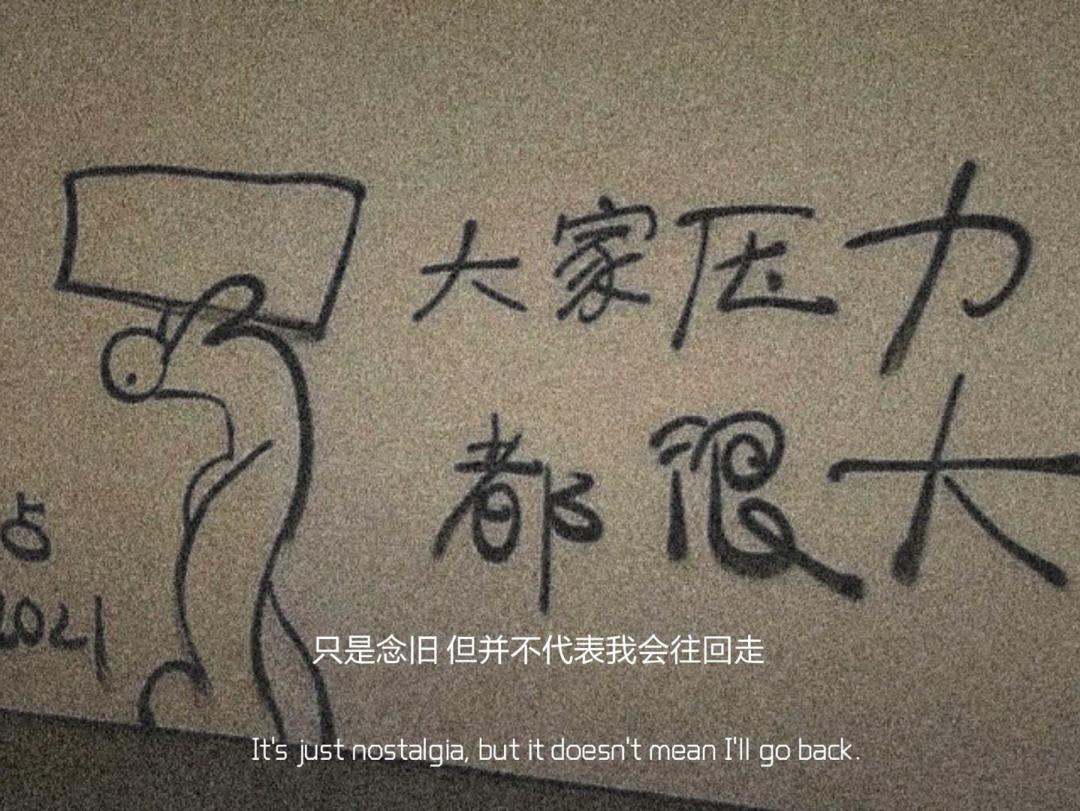 大家压力
都很大
占
2021
只是念旧 但并不代表我会往回走
It's just nostalgia, but it doesn't mean I'll go back.